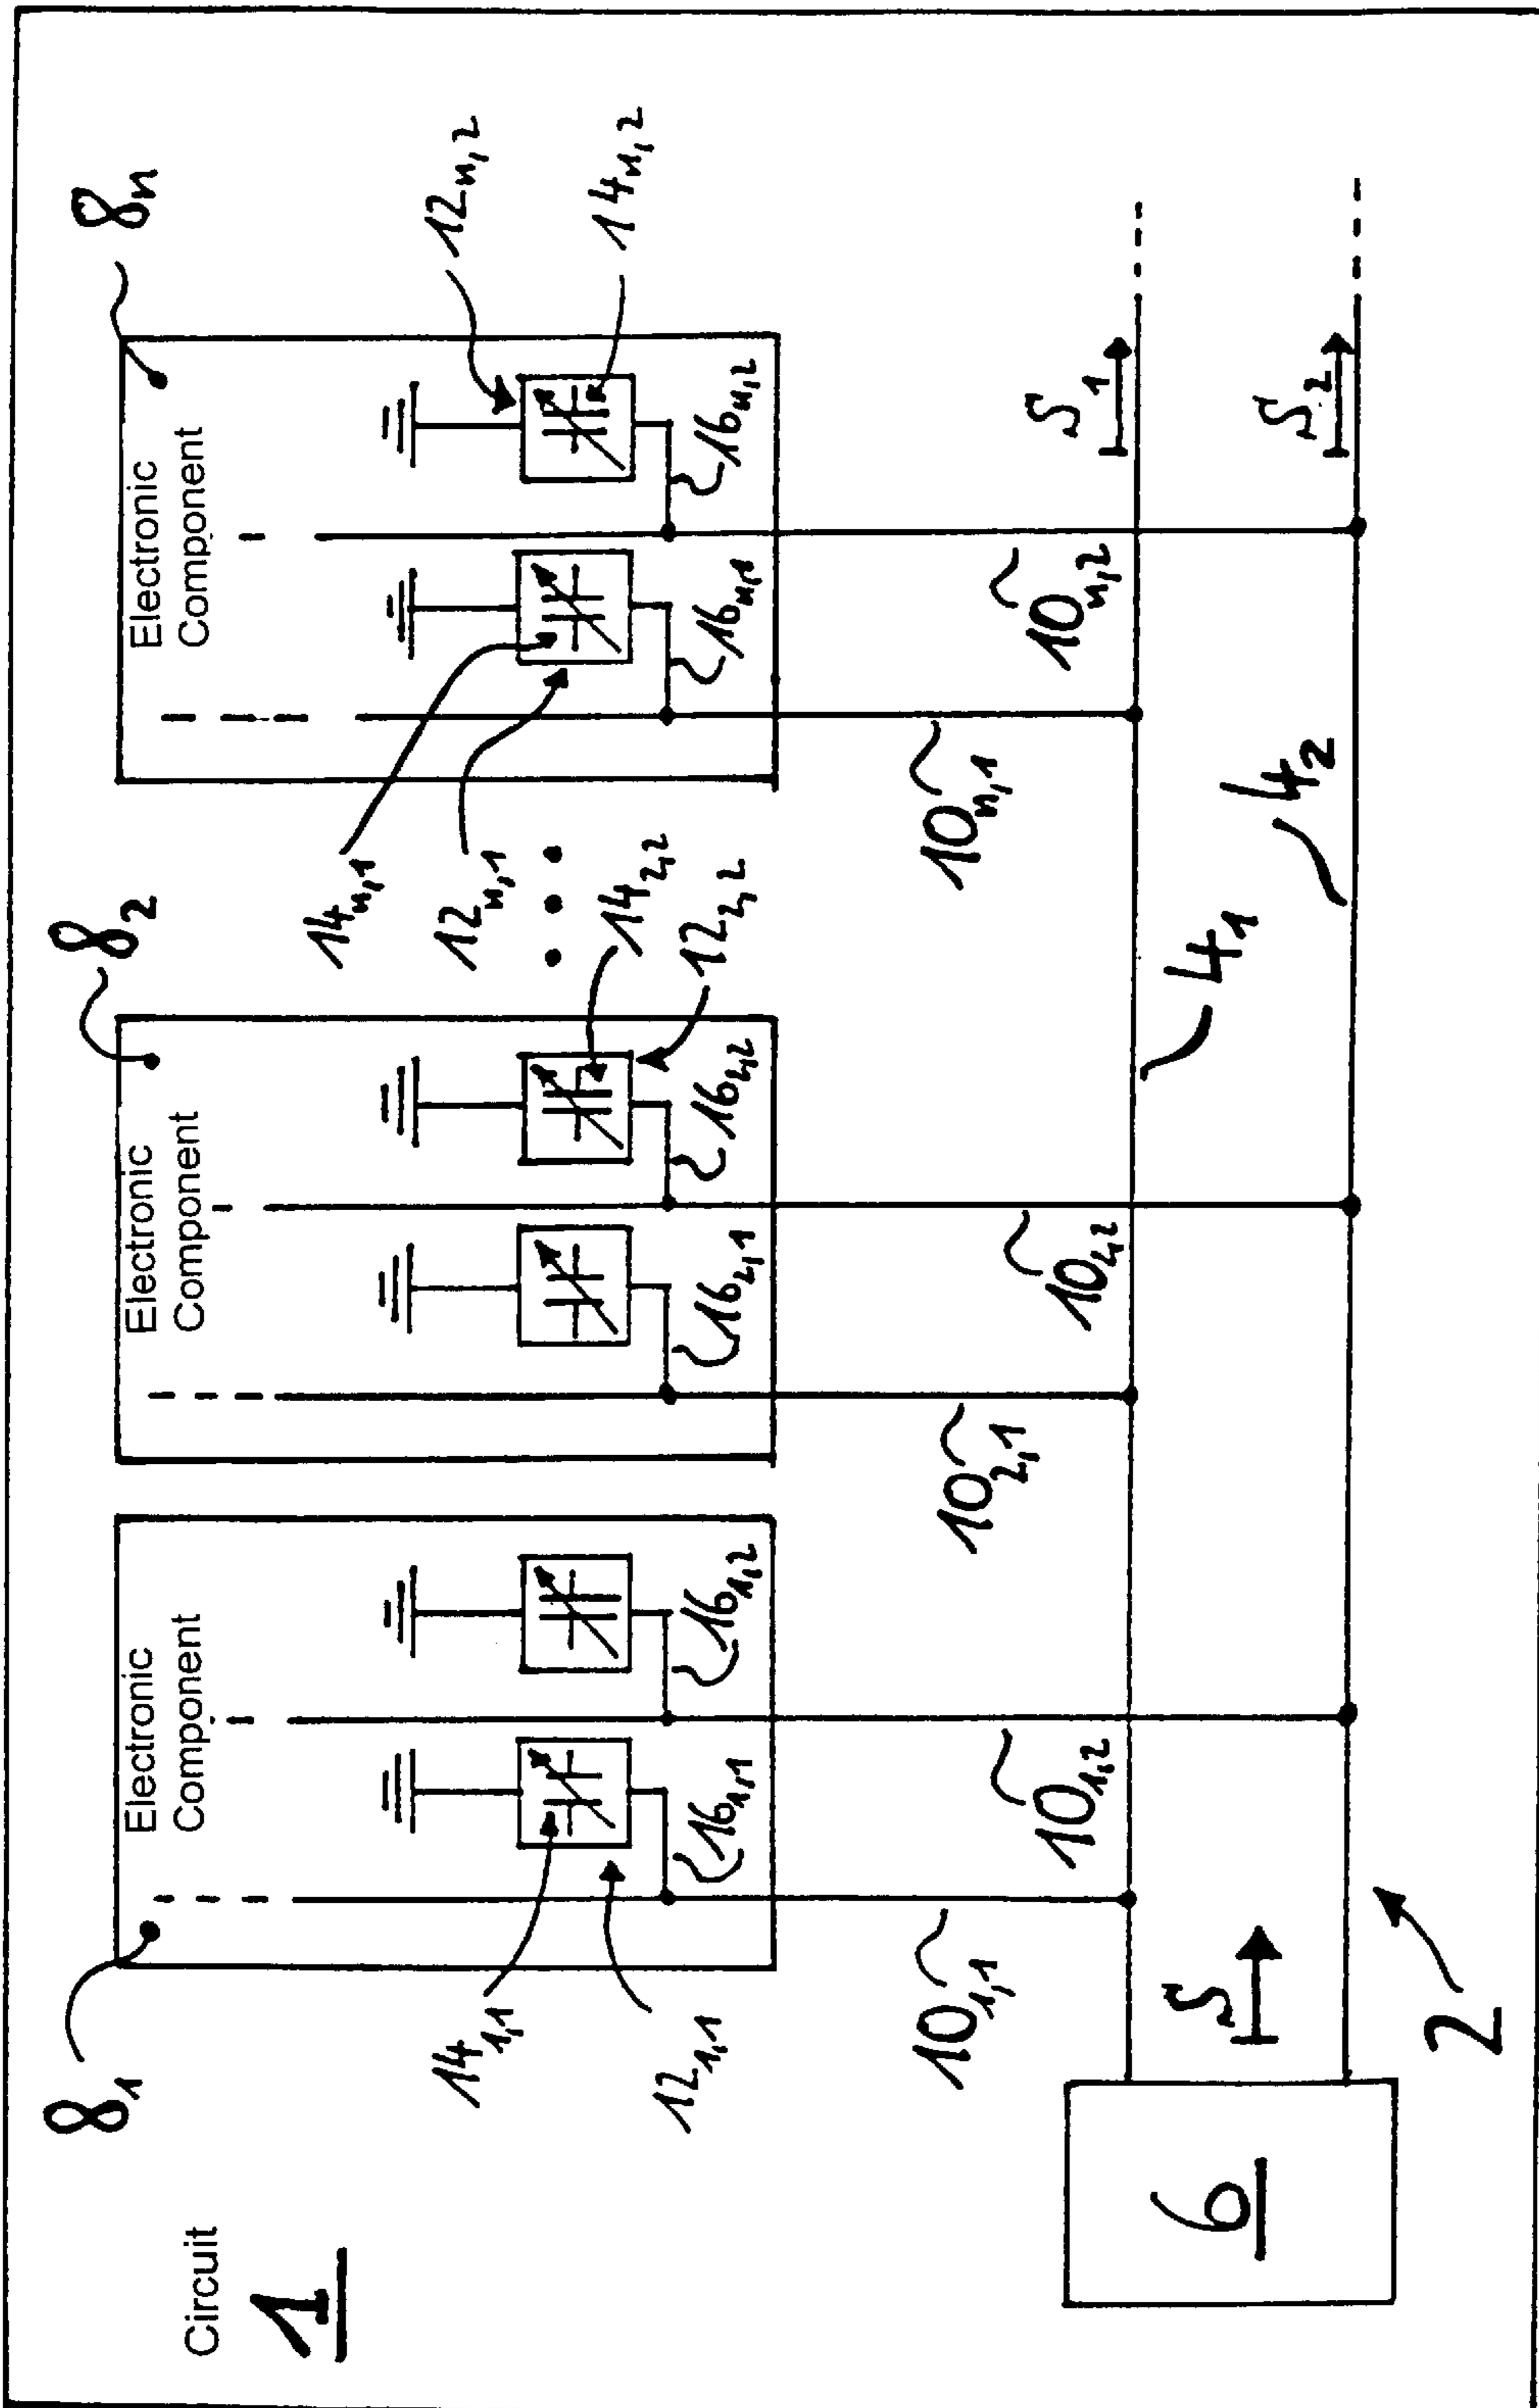 Circuit
1
8₁
8₂
8ₙ
Electronic
Component
Electronic
Component
Electronic
Component
14₁,₁
12₁,₁
16₁,₁
16₁,₂
16₂,₁
16₂,₂
14₂,₂
12₂,₂
14ₙ,₁
12ₙ,₁
16ₙ,₁
16ₙ,₂
12ₙ,₂
14ₙ,₂
10₁,₁
10₁,₂
10₂,₁
10₂,₂
10ₙ,₁
10ₙ,₂
6
S
S₁
S₂
4₁
4₂
2